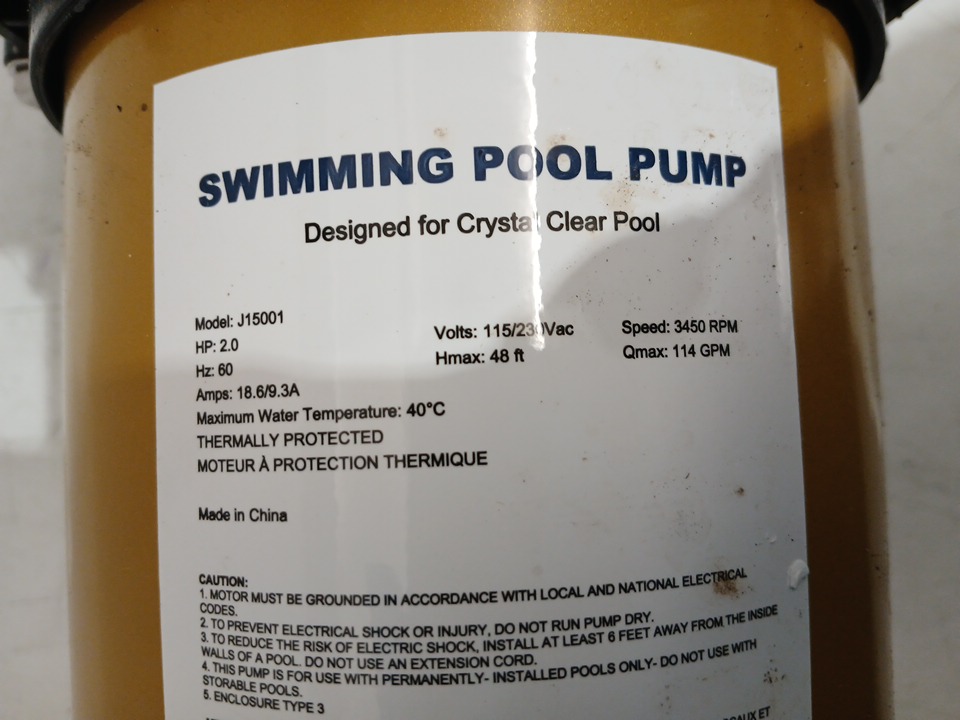 SWIMMING POOL PUMP
Designed for Crystal Clear Pool
Model: J15001
HP: 2.0
Hz: 60
Amps: 18.6/9.3A
Maximum Water Temperature: 40°C
THERMALLY PROTECTED
MOTEUR À PROTECTION THERMIQUE
Volts: 115/230Vac
Hmax: 48 ft
Speed: 3450 RPM
Qmax: 114 GPM
Made in China
CAUTION:
1. MOTOR MUST BE GROUNDED IN ACCORDANCE WITH LOCAL AND NATIONAL ELECTRICAL
CODES.
2. TO PREVENT ELECTRICAL SHOCK OR INJURY, DO NOT RUN PUMP DRY.
3. TO REDUCE THE RISK OF ELECTRIC SHOCK, INSTALL AT LEAST 6 FEET AWAY FROM THE INSIDE
WALLS OF A POOL. DO NOT USE AN EXTENSION CORD.
4. THIS PUMP IS FOR USE WITH PERMANENTLY- INSTALLED POOLS ONLY- DO NOT USE WITH
STORABLE POOLS.
5. ENCLOSURE TYPE 3
ET